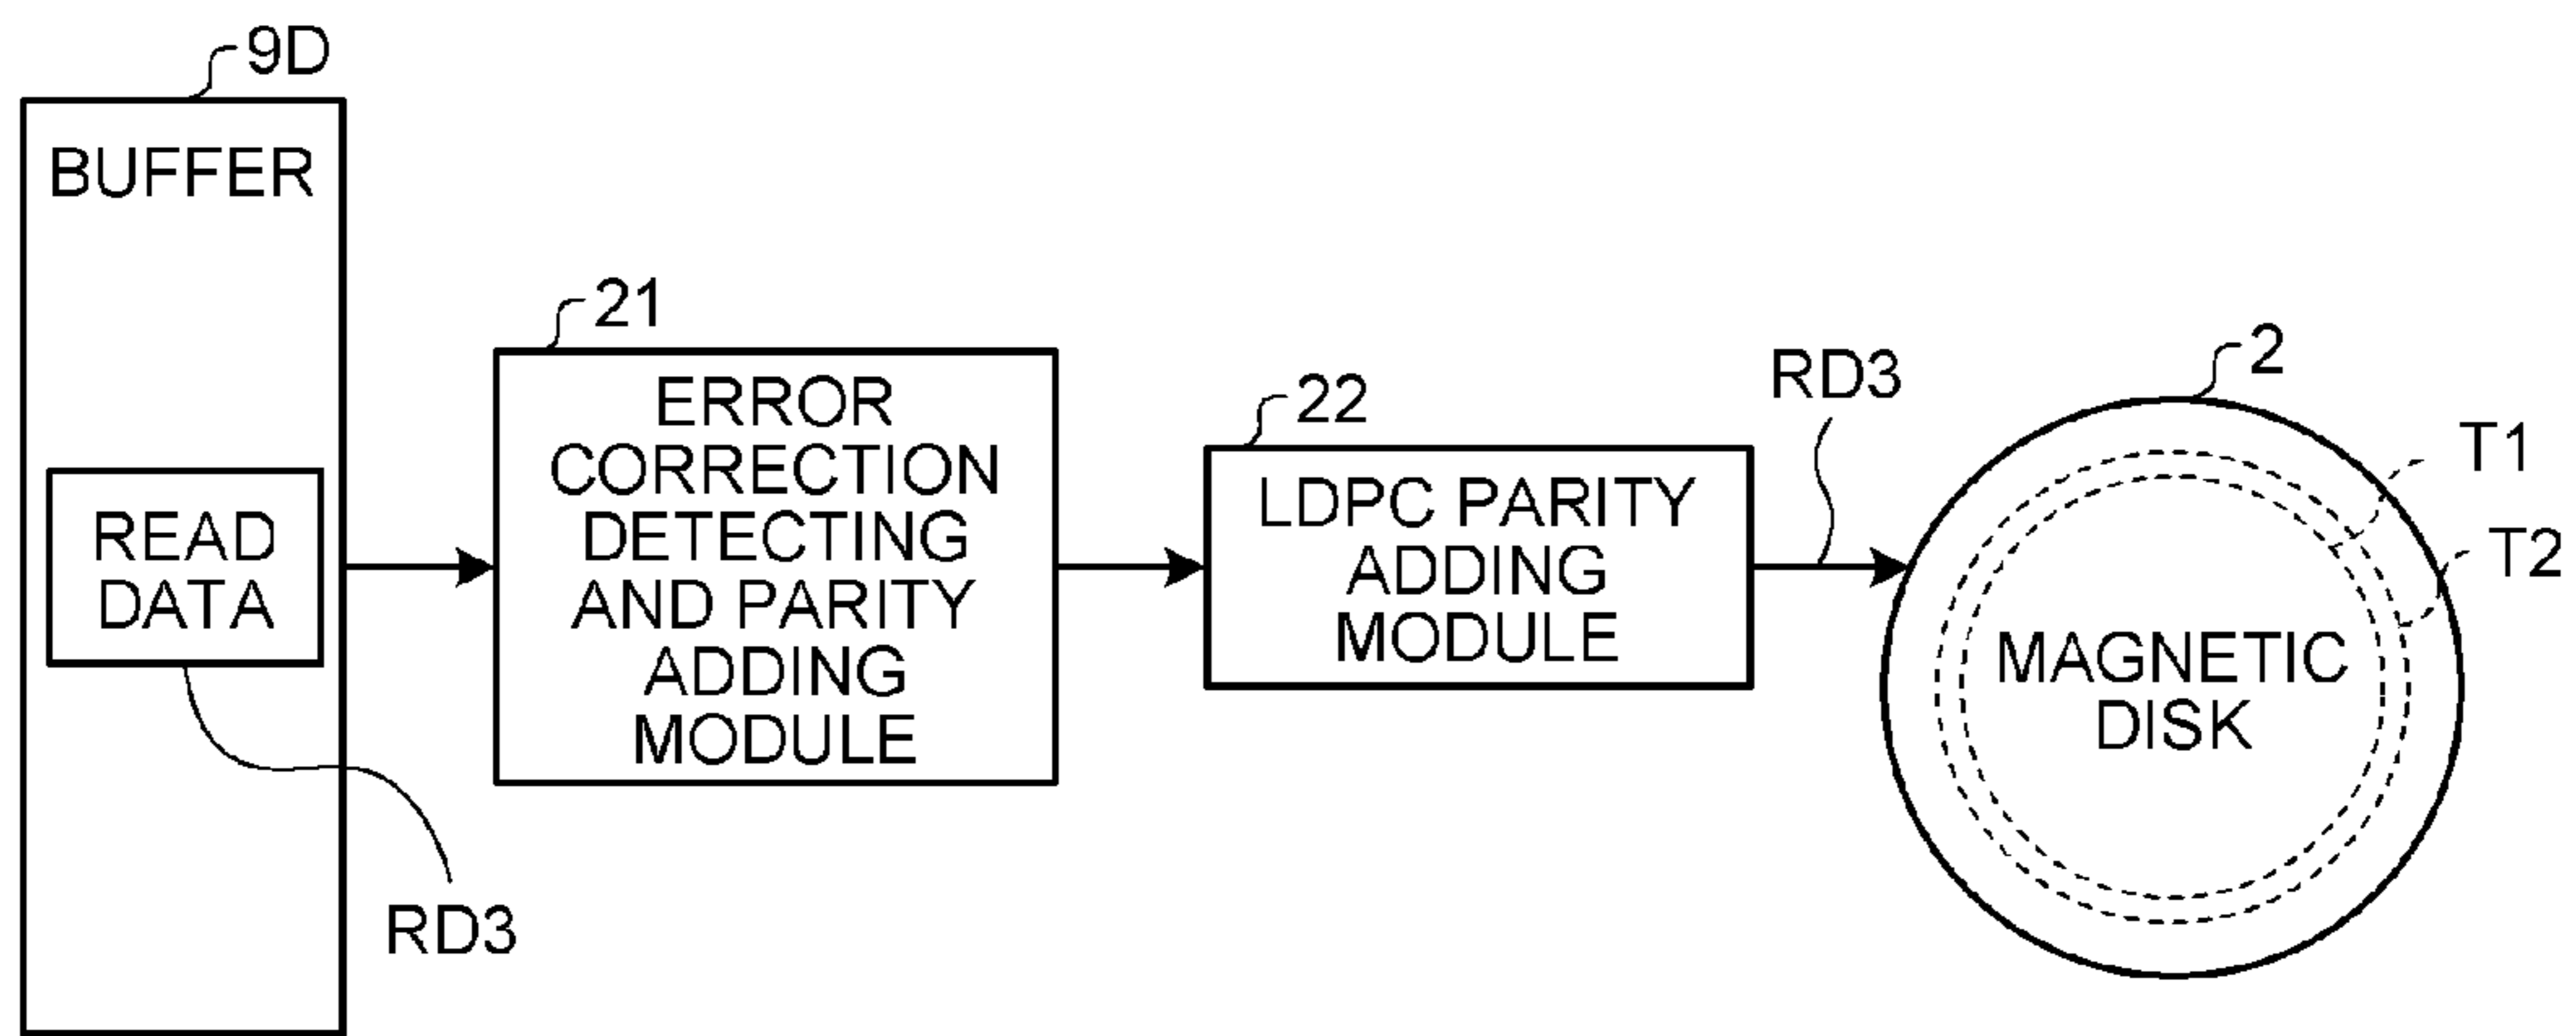 9D
BUFFER
READ
DATA
RD3
21
ERROR
CORRECTION
DETECTING
AND PARITY
ADDING
MODULE
22
LDPC PARITY
ADDING
MODULE
RD3
2
T1
T2
MAGNETIC
DISK